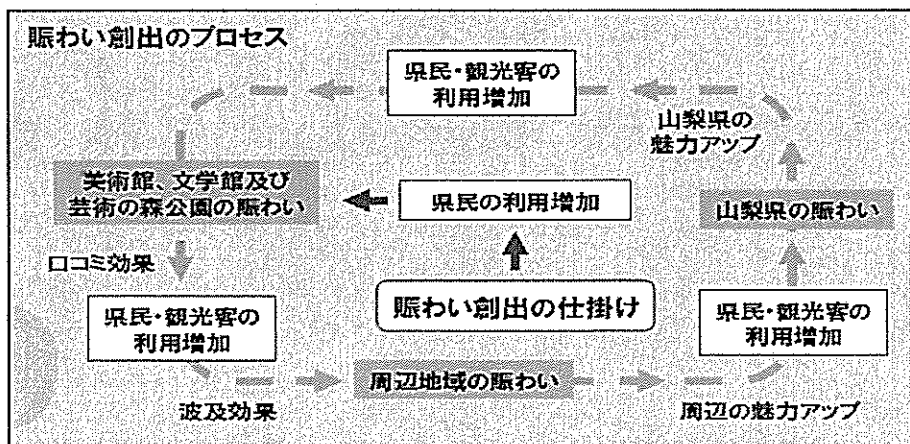 賑わい創出のプロセス
県民・観光客の
利用増加
山梨県の
魅力アップ
美術館、文学館及び
芸術の森公園の賑わい
県民の利用増加
山梨県の賑わい
口コミ効果
賑わい創出の仕掛け
県民・観光客の
利用増加
県民・観光客の
利用増加
周辺地域の賑わい
波及効果
周辺の魅力アップ